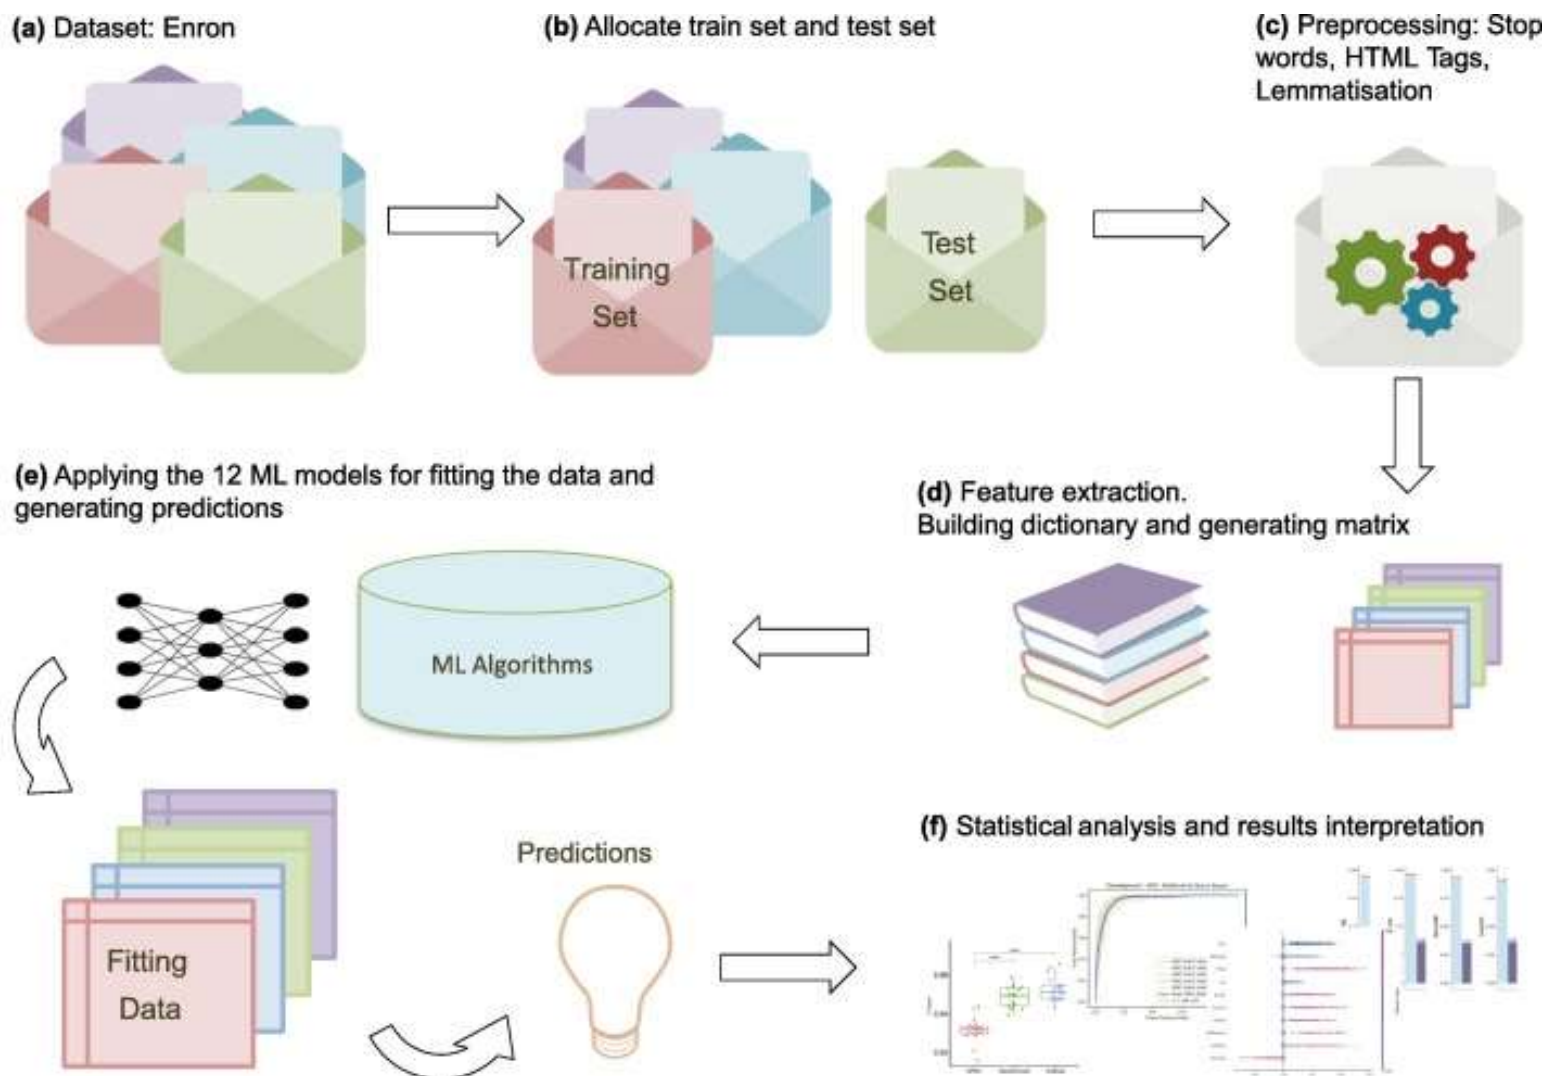 (a) Dataset: Enron
(b) Allocate train set and test set
(c) Preprocessing: Stop
words, HTML Tags,
Lemmatisation
Training
Set
Test
Set
(e) Applying the 12 ML models for fitting the data and
generating predictions
(d) Feature extraction.
Building dictionary and generating matrix
ML Algorithms
Fitting
Data
Predictions
(f) Statistical analysis and results interpretation